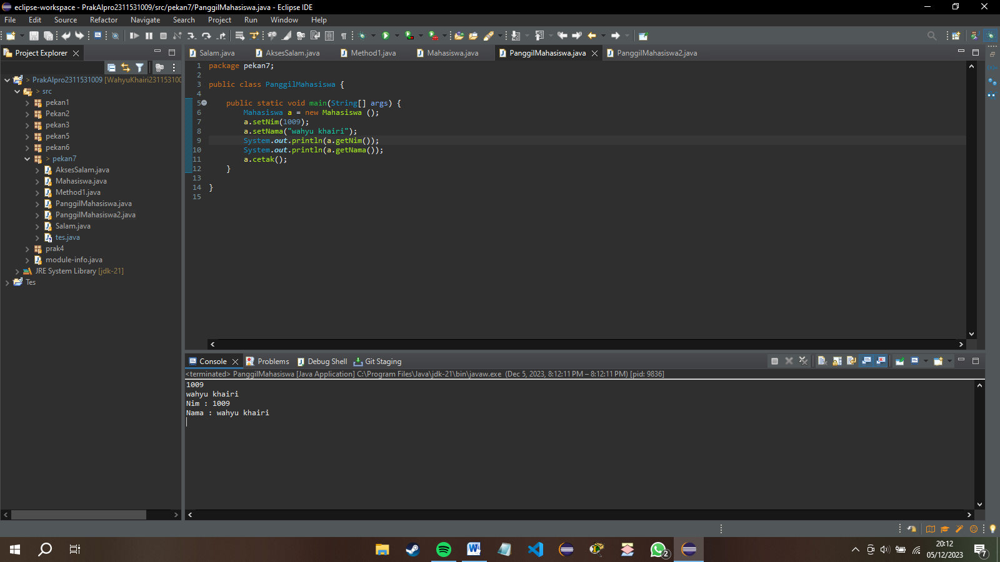 eclipse-workspace - PrakAlpro2311531009/src/pekan7/PanggilMahasiswa.java - Eclipse IDE
File Edit Source Refactor Navigate Search Project Run Window Help
Project Explorer
> PrakAlpro2311531009 [WahyuKhairi23115310
> src
pekan1
Pekan2
pekan3
pekan5
pekan6
> pekan7
AksesSalam.java
Mahasiswa.java
Method1.java
PanggilMahasiswa.java
PanggilMahasiswa2.java
Salam.java
tes.java
prak4
module-info.java
JRE System Library [jdk-21]
Tes
Salam.java AksesSalam.java Method1.java Mahasiswa.java PanggilMahasiswa.java PanggilMahasiswa2.java
1 package pekan7;
2
3 public class PanggilMahasiswa {
4
5 public static void main(String[] args) {
6 Mahasiswa a = new Mahasiswa ();
7 a.setNim(1009);
8 a.setNama("wahyu khairi");
9 System.out.println(a.getNim());
10 System.out.println(a.getNama());
11 a.cetak();
12 }
13
14 }
15
Console Problems Debug Shell Git Staging
<terminated> PanggilMahasiswa [Java Application] C:\Program Files\Java\jdk-21\bin\javaw.exe (Dec 5, 2023, 8:12:11 PM – 8:12:11 PM) [pid: 9836]
1009
wahyu khairi
Nim : 1009
Nama : wahyu khairi
2
20:12
05/12/2023
7